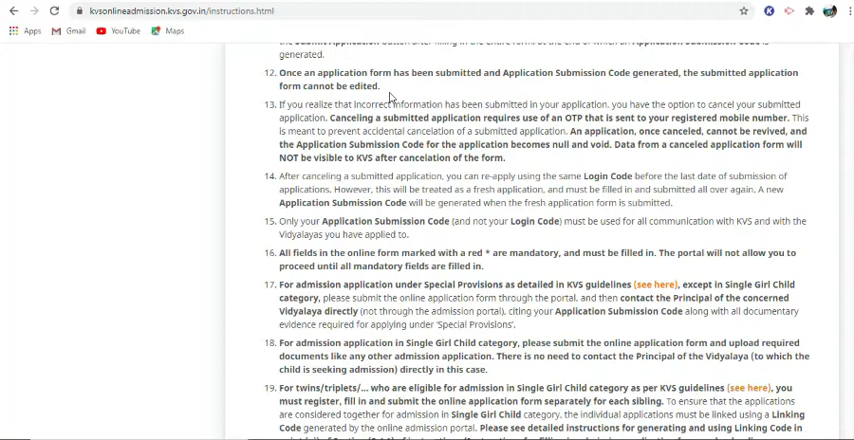 kvsonlineadmission.kvs.gov.in/instructions.html
Apps Gmail YouTube Maps
generated.
12. Once an application form has been submitted and Application Submission Code generated, the submitted application
form cannot be edited.
13. If you realize that incorrect information has been submitted in your application, you have the option to cancel your submitted
application. Canceling a submitted application requires use of an OTP that is sent to your registered mobile number. This
is meant to prevent accidental cancelation of a submitted application. An application, once canceled, cannot be revived, and
the Application Submission Code for the application becomes null and void. Data from a canceled application form will
NOT be visible to KVS after cancelation of the form.
14. After canceling a submitted application, you can re-apply using the same Login Code before the last date of submission of
applications. However, this will be treated as a fresh application, and must be filled in and submitted all over again. A new
Application Submission Code will be generated when the fresh application form is submitted.
15. Only your Application Submission Code (and not your Login Code) must be used for all communication with KVS and with the
Vidyalayas you have applied to.
16. All fields in the online form marked with a red * are mandatory, and must be filled in. The portal will not allow you to
proceed until all mandatory fields are filled in.
17. For admission application under Special Provisions as detailed in KVS guidelines (see here), except in Single Girl Child
category, please submit the online application form through the portal, and then contact the Principal of the concerned
Vidyalaya directly (not through the admission portal), citing your Application Submission Code along with all documentary
evidence required for applying under 'Special Provisions'.
18. For admission application in Single Girl Child category, please submit the online application form and upload required
documents like any other admission application. There is no need to contact the Principal of the Vidyalaya (to which the
child is seeking admission) directly in this case.
19. For twins/triplets/... who are eligible for admission in Single Girl Child category as per KVS guidelines (see here), you
must register, fill in and submit the online application form separately for each sibling. To ensure that the applications
are considered together for admission in Single Girl Child category, the individual applications must be linked using a Linking
Code generated by the online admission portal. Please see detailed instructions for generating and using Linking Code in